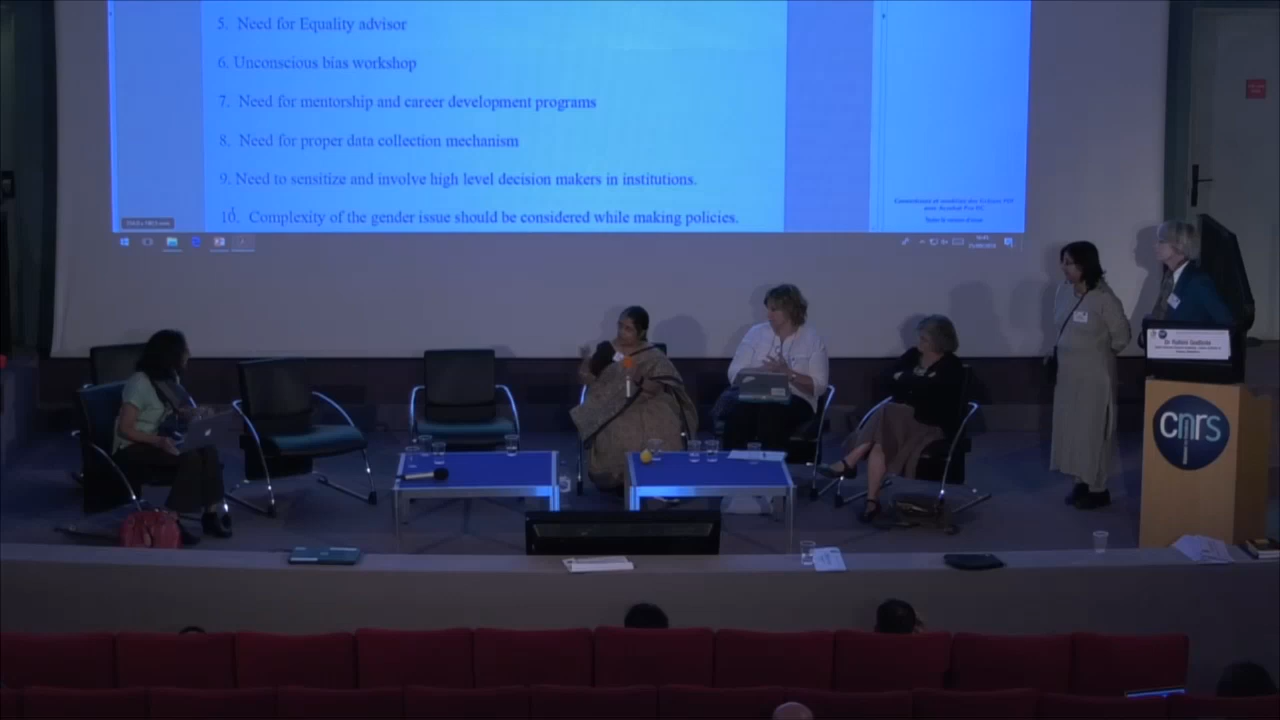 5. Need for Equality advisor
6. Unconscious bias workshop
7. Need for mentorship and career development programs
8. Need for proper data collection mechanism
9. Need to sensitize and involve high level decision makers in institutions.
10. Complexity of the gender issue should be considered while making policies.
cnrs